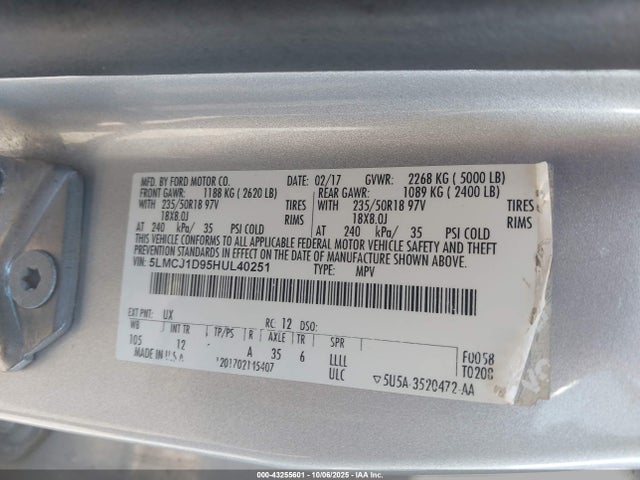 MFD. BY FORD MOTOR CO. DATE: 02/17 GVWR: 2268 KG ( 5000 LB)
FRONT GAWR: 1188 KG ( 2620 LB) REAR GAWR: 1089 KG ( 2400 LB)
WITH 235/50R18 97V TIRES WITH 235/50R18 97V TIRES
18X8.0J RIMS 18X8.0J RIMS
AT 240 kPa/ 35 PSI COLD AT 240 kPa/ 35 PSI COLD
THIS VEHICLE CONFORMS TO ALL APPLICABLE FEDERAL MOTOR VEHICLE SAFETY AND THEFT
PREVENTION STANDARDS IN EFFECT ON THE DATE OF MANUFACTURE SHOWN ABOVE.
VIN: 5LMCJ1D95HUL40251 TYPE: MPV
EXT PNT: UX RC: 12 DSO:
WB INT TR TP/PS R AXLE TR SPR
105 12 A 35 6 LLLL F0058
MADE IN U.S.A. *201702115407 ULC T0208
▽5U5A 3520472 AA
000-43255601 10/06/2025 IAAI.COM